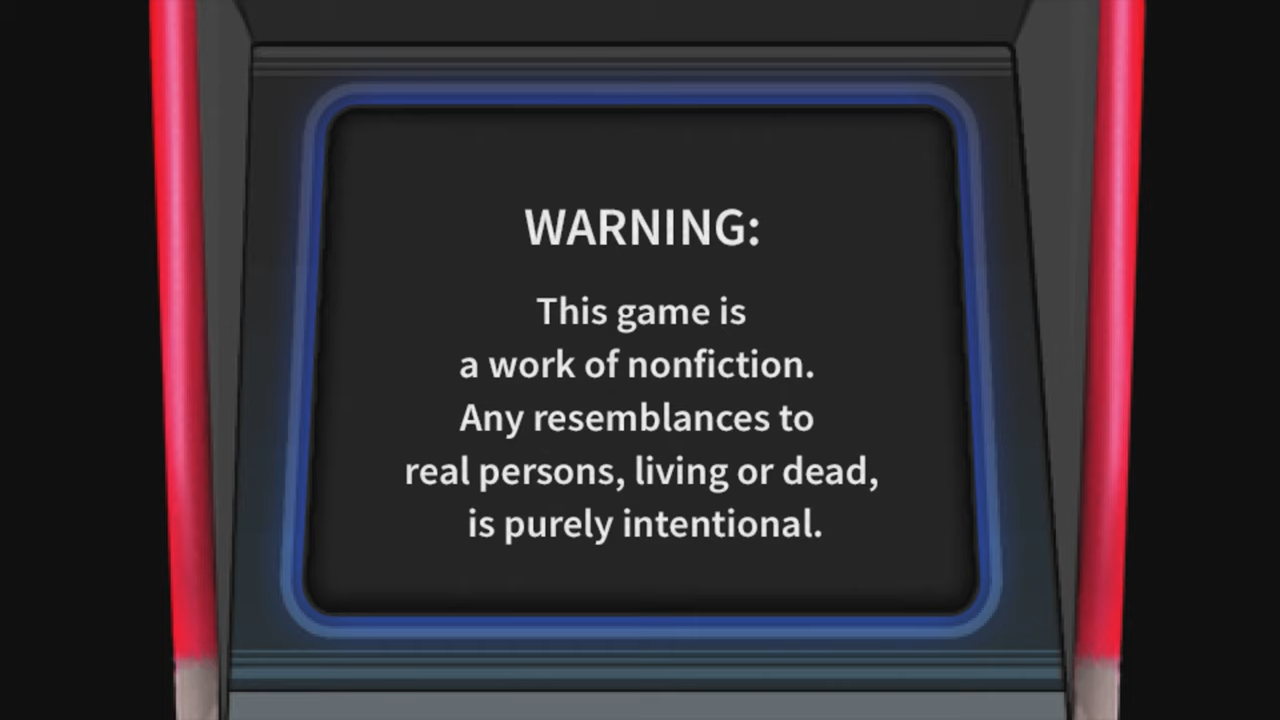 WARNING:
This game is
a work of nonfiction.
Any resemblances to
real persons, living or dead,
is purely intentional.